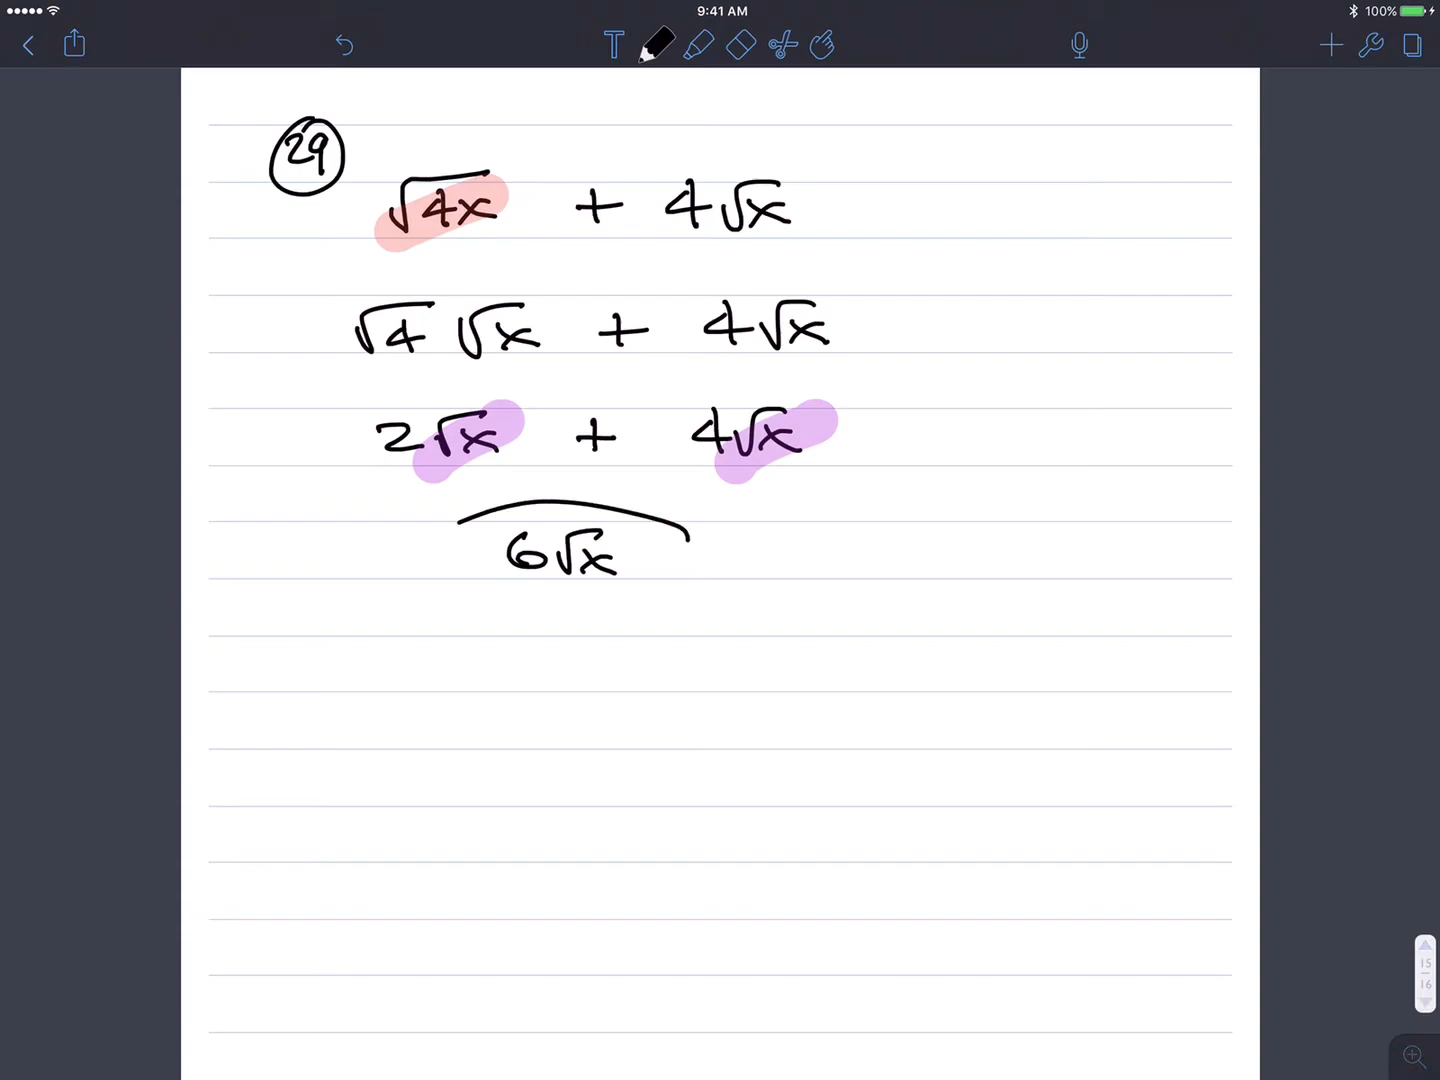 9:41 AM
100%
T
29
√4x + 4√x
√4 √x + 4√x
2√x + 4√x
6√x
15
16